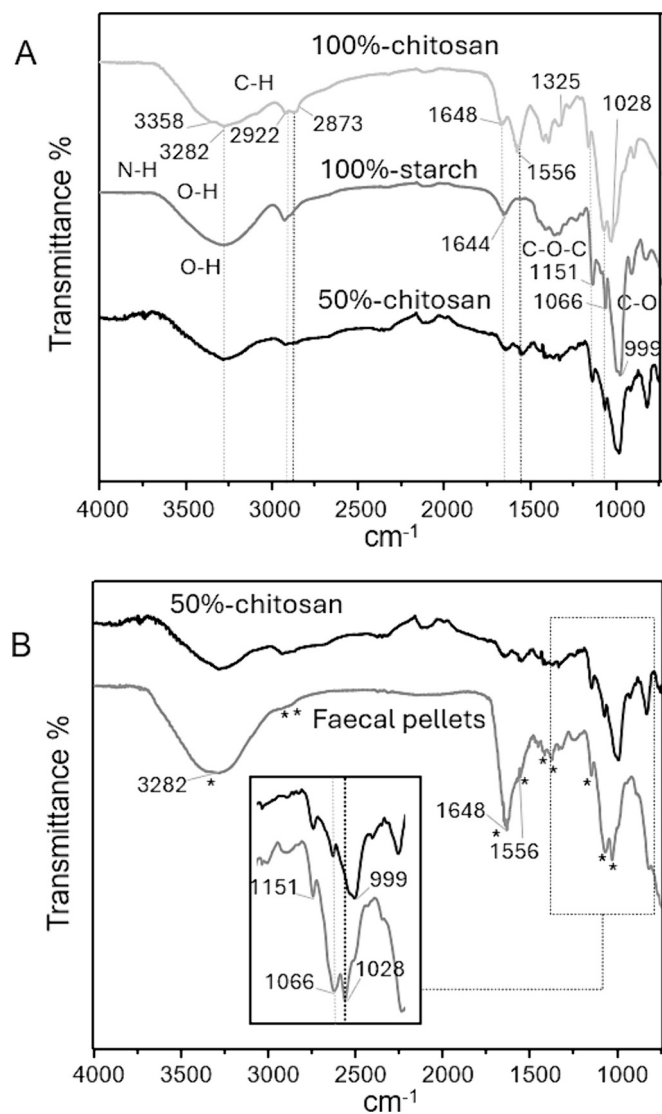 A
100%-chitosan
C-H
1325
1028
3358
3282
2922
2873
1648
1556
N-H
O-H
100%-starch
1644
C-O-C
O-H
1151
50%-chitosan
1066
C-O
999
Transmittance %
4000 3500 3000 2500 2000 1500 1000
cm-1
B
50%-chitosan
Faecal pellets
* *
3282
*
1648
*
1556
*
* *
*
* *
1151
999
1066
1028
Transmittance %
4000 3500 3000 2500 2000 1500 1000
cm-1